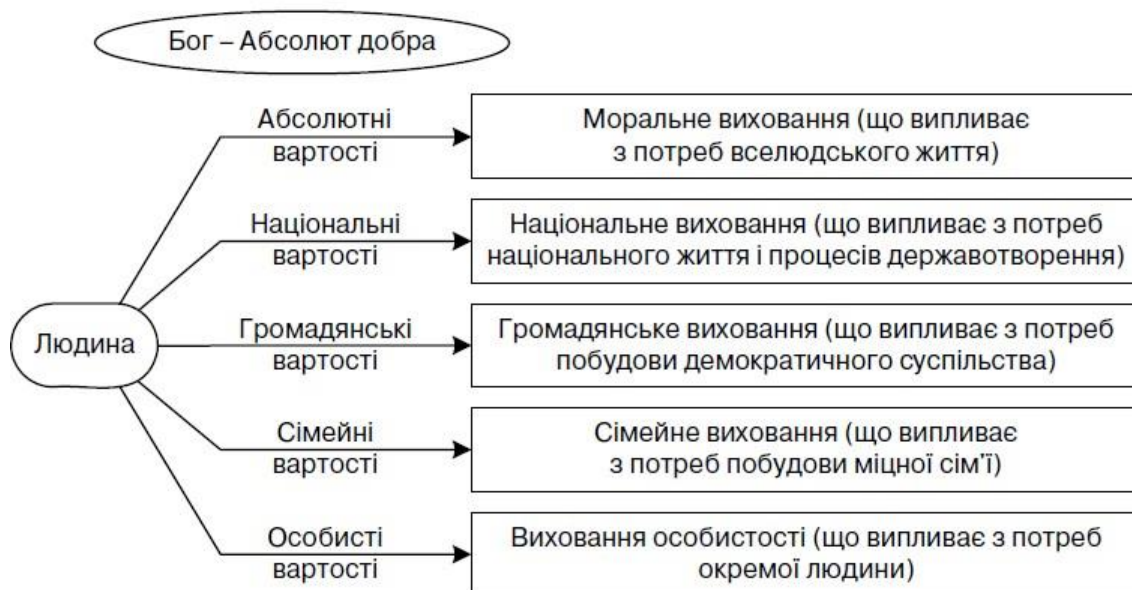 Бог – Абсолют добра
Абсолютні
вартості
Моральне виховання (що випливає
з потреб вселюдського життя)
Національні
вартості
Національне виховання (що випливає з потреб
національного життя і процесів державотворення)
Людина
Громадянські
вартості
Громадянське виховання (що випливає з потреб
побудови демократичного суспільства)
Сімейні
вартості
Сімейне виховання (що випливає
з потреб побудови міцної сім'ї)
Особисті
вартості
Виховання особистості (що випливає з потреб
окремої людини)